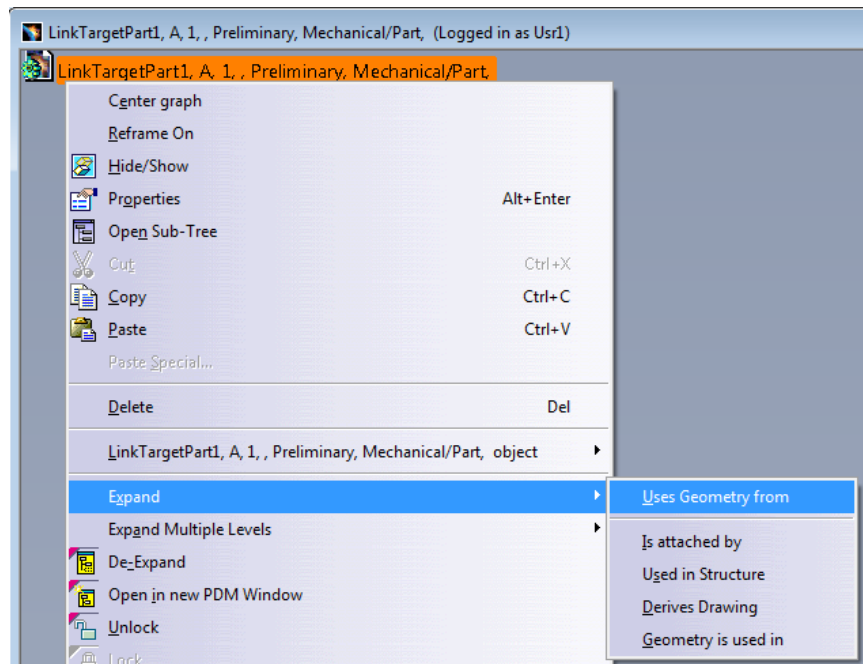 LinkTargetPart1, A, 1, , Preliminary, Mechanical/Part, (Logged in as Usr1)
LinkTargetPart1, A, 1, , Preliminary, Mechanical/Part,
Center graph
Reframe On
Hide/Show
Properties Alt+Enter
Open Sub-Tree
Cut Ctrl+X
Copy Ctrl+C
Paste Ctrl+V
Paste Special...
Delete Del
LinkTargetPart1, A, 1, , Preliminary, Mechanical/Part, object
Expand
Uses Geometry from
Expand Multiple Levels
Is attached by
De-Expand
Used in Structure
Open in new PDM Window
Derives Drawing
Unlock
Geometry is used in
Lock